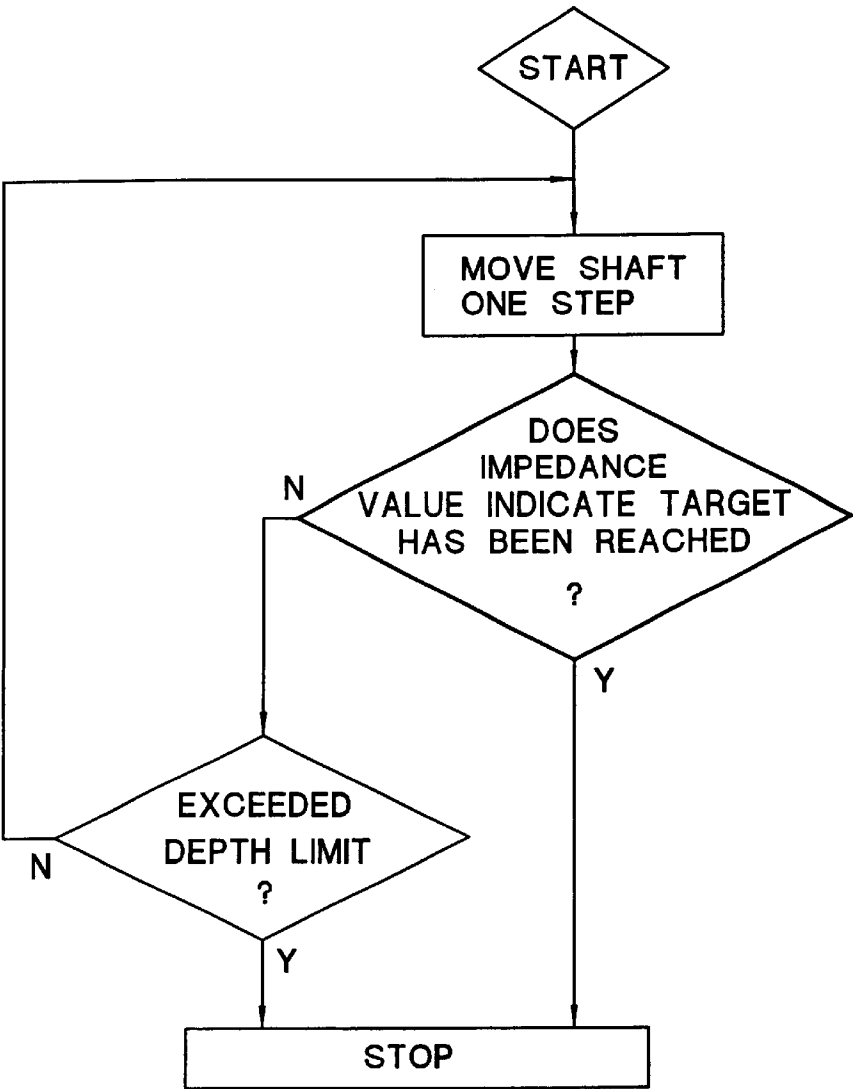 START
MOVE SHAFT
ONE STEP
DOES
IMPEDANCE
VALUE INDICATE TARGET
HAS BEEN REACHED
?
N
Y
EXCEEDED
DEPTH LIMIT
?
N
Y
STOP